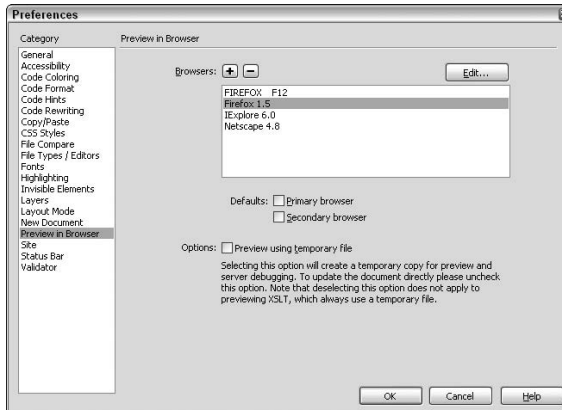 Preferences
Category
Preview in Browser
General
Accessibility
Code Coloring
Code Format
Code Hints
Code Rewriting
Copy/Paste
CSS Styles
File Compare
File Types / Editors
Fonts
Highlighting
Invisible Elements
Layers
Layout Mode
New Document
Preview in Browser
Site
Status Bar
Validator
Browsers:
Edit...
FIREFOX F12
Firefox 1.5
IExplore 6.0
Netscape 4.8
Defaults: Primary browser
Secondary browser
Options: Preview using temporary file
Selecting this option will create a temporary copy for preview and
server debugging. To update the document directly please uncheck
this option. Note that deselecting this option does not apply to
previewing XSLT, which always use a temporary file.
OK Cancel Help